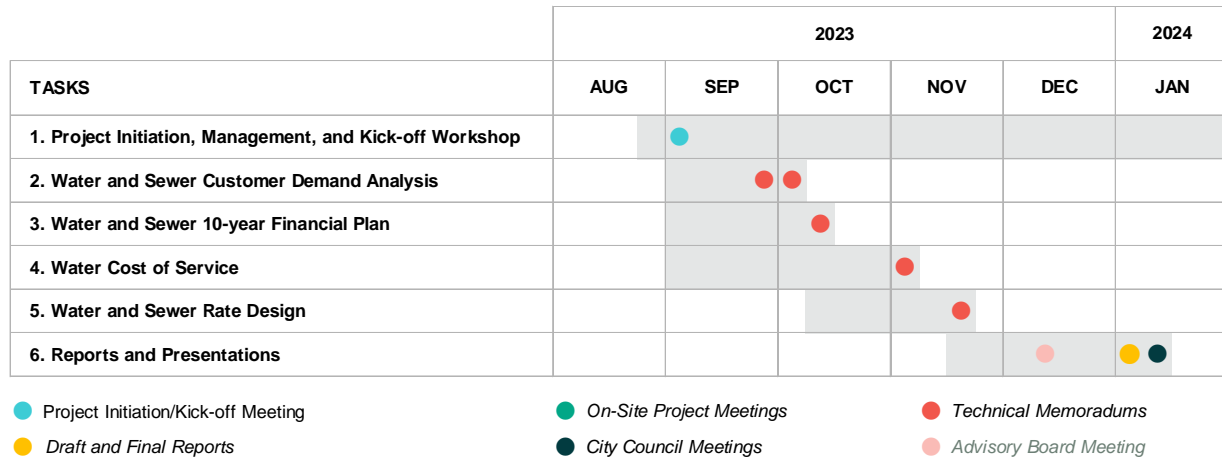 2023 2024
TASKS AUG SEP OCT NOV DEC JAN
1. Project Initiation, Management, and Kick-off Workshop
2. Water and Sewer Customer Demand Analysis
3. Water and Sewer 10-year Financial Plan
4. Water Cost of Service
5. Water and Sewer Rate Design
6. Reports and Presentations
Project Initiation/Kick-off Meeting On-Site Project Meetings Technical Memoradums
Draft and Final Reports City Council Meetings Advisory Board Meeting